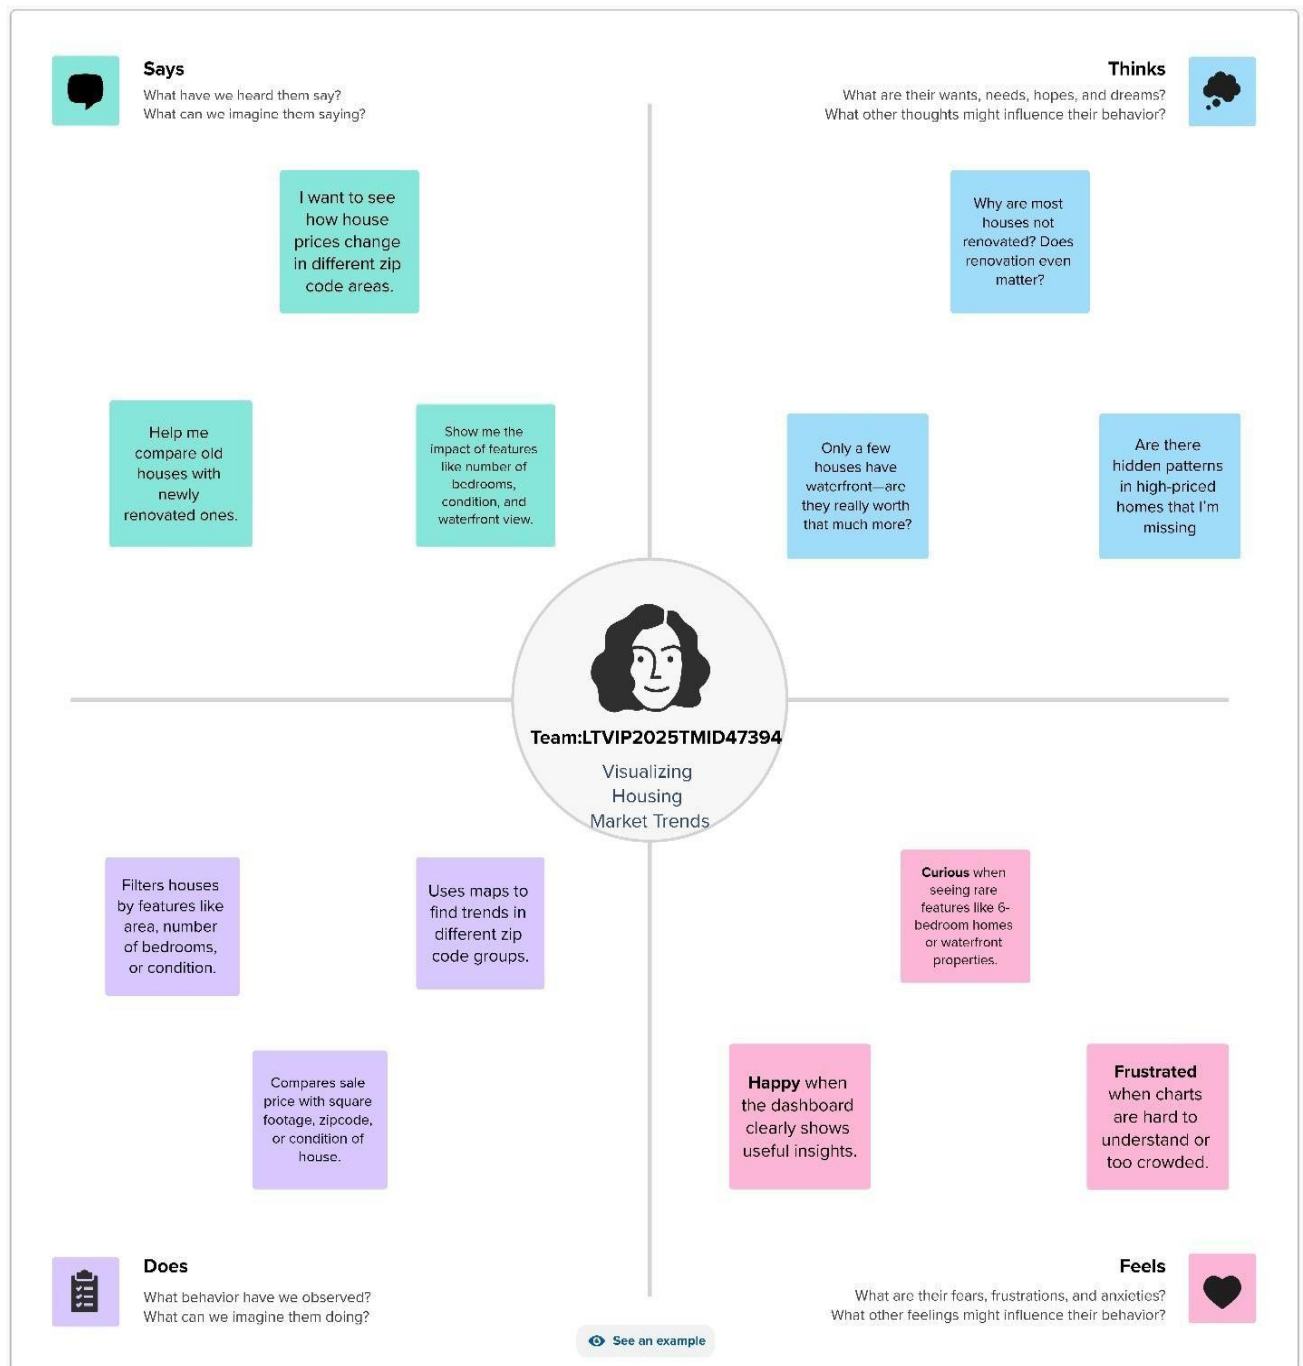 Says
What have we heard them say?
What can we imagine them saying?
Thinks
What are their wants, needs, hopes, and dreams?
What other thoughts might influence their behavior?
I want to see
how house
prices change
in different zip
code areas.
Help me
compare old
houses with
newly
renovated ones.
Show me the
impact of features
like number of
bedrooms,
condition, and
waterfront view.
Why are most
houses not
renovated? Does
renovation even
matter?
Only a few
houses have
waterfront—are
they really worth
that much more?
Are there
hidden patterns
in high-priced
homes that I'm
missing
Team:LTVIP2025TMID47394
Visualizing
Housing
Market Trends
Filters houses
by features like
area, number
of bedrooms,
or condition.
Uses maps to
find trends in
different zip
code groups.
Compares sale
price with square
footage, zipcode,
or condition of
house.
Curious when
seeing rare
features like 6-
bedroom homes
or waterfront
properties.
Happy when
the dashboard
clearly shows
useful insights.
Frustrated
when charts
are hard to
understand or
too crowded.
Does
What behavior have we observed?
What can we imagine them doing?
Feels
What are their fears, frustrations, and anxieties?
What other feelings might influence their behavior?
See an example